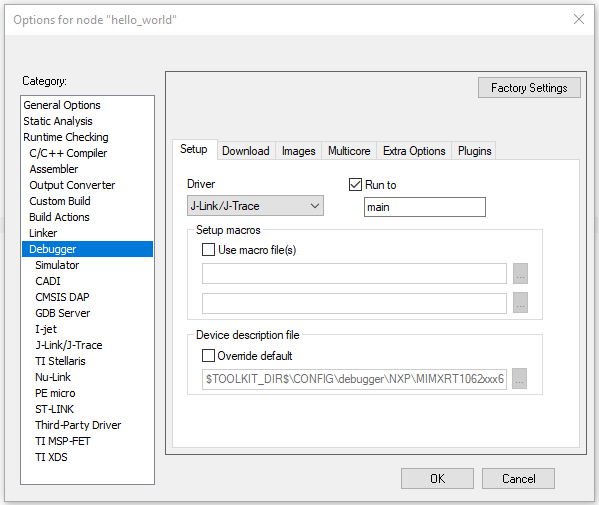 Options for node "hello_world"
Category:
Factory Settings
General Options
Static Analysis
Runtime Checking
C/C++ Compiler
Assembler
Output Converter
Custom Build
Build Actions
Linker
Debugger
Simulator
CADI
CMSIS DAP
GDB Server
I-jet
J-Link/J-Trace
TI Stellaris
Nu-Link
PE micro
ST-LINK
Third-Party Driver
TI MSP-FET
TI XDS
Setup Download Images Multicore Extra Options Plugins
Driver
Run to
J-Link/J-Trace
main
Setup macros
Use macro file(s)
...
...
Device description file
Override default
$TOOLKIT_DIR$\CONFIG\debugger\NXP\MIMXRT1062xxx6
...
OK Cancel